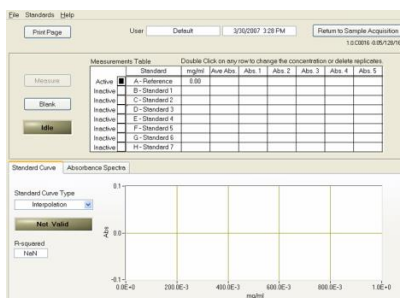 File Standards Help
Print Page User Default 3/30/2007 3:28 PM Return to Sample Acquisition
Measurements Table Double Click on any row to change the concentration or delete replicates.
Standard mg/ml Ave Abs Abs. 1 Abs. 2 Abs. 3 Abs. 4 Abs. 5
Active A - Reference 0.00
Inactive B - Standard 1
Inactive C - Standard 2
Inactive D - Standard 3
Inactive E - Standard 4
Inactive F - Standard 5
Inactive G - Standard 6
Inactive H - Standard 7
Measure
Blank
Idle
Standard Curve Absorbance Spectra
Standard Curve Type
Interpolation
Not Valid
R-squared
NaN
Abs
0.1
0.0
-0.1
0.0E+0 200.0E-3 400.0E-3 600.0E-3 800.0E-3 1.0E+0
mg/ml